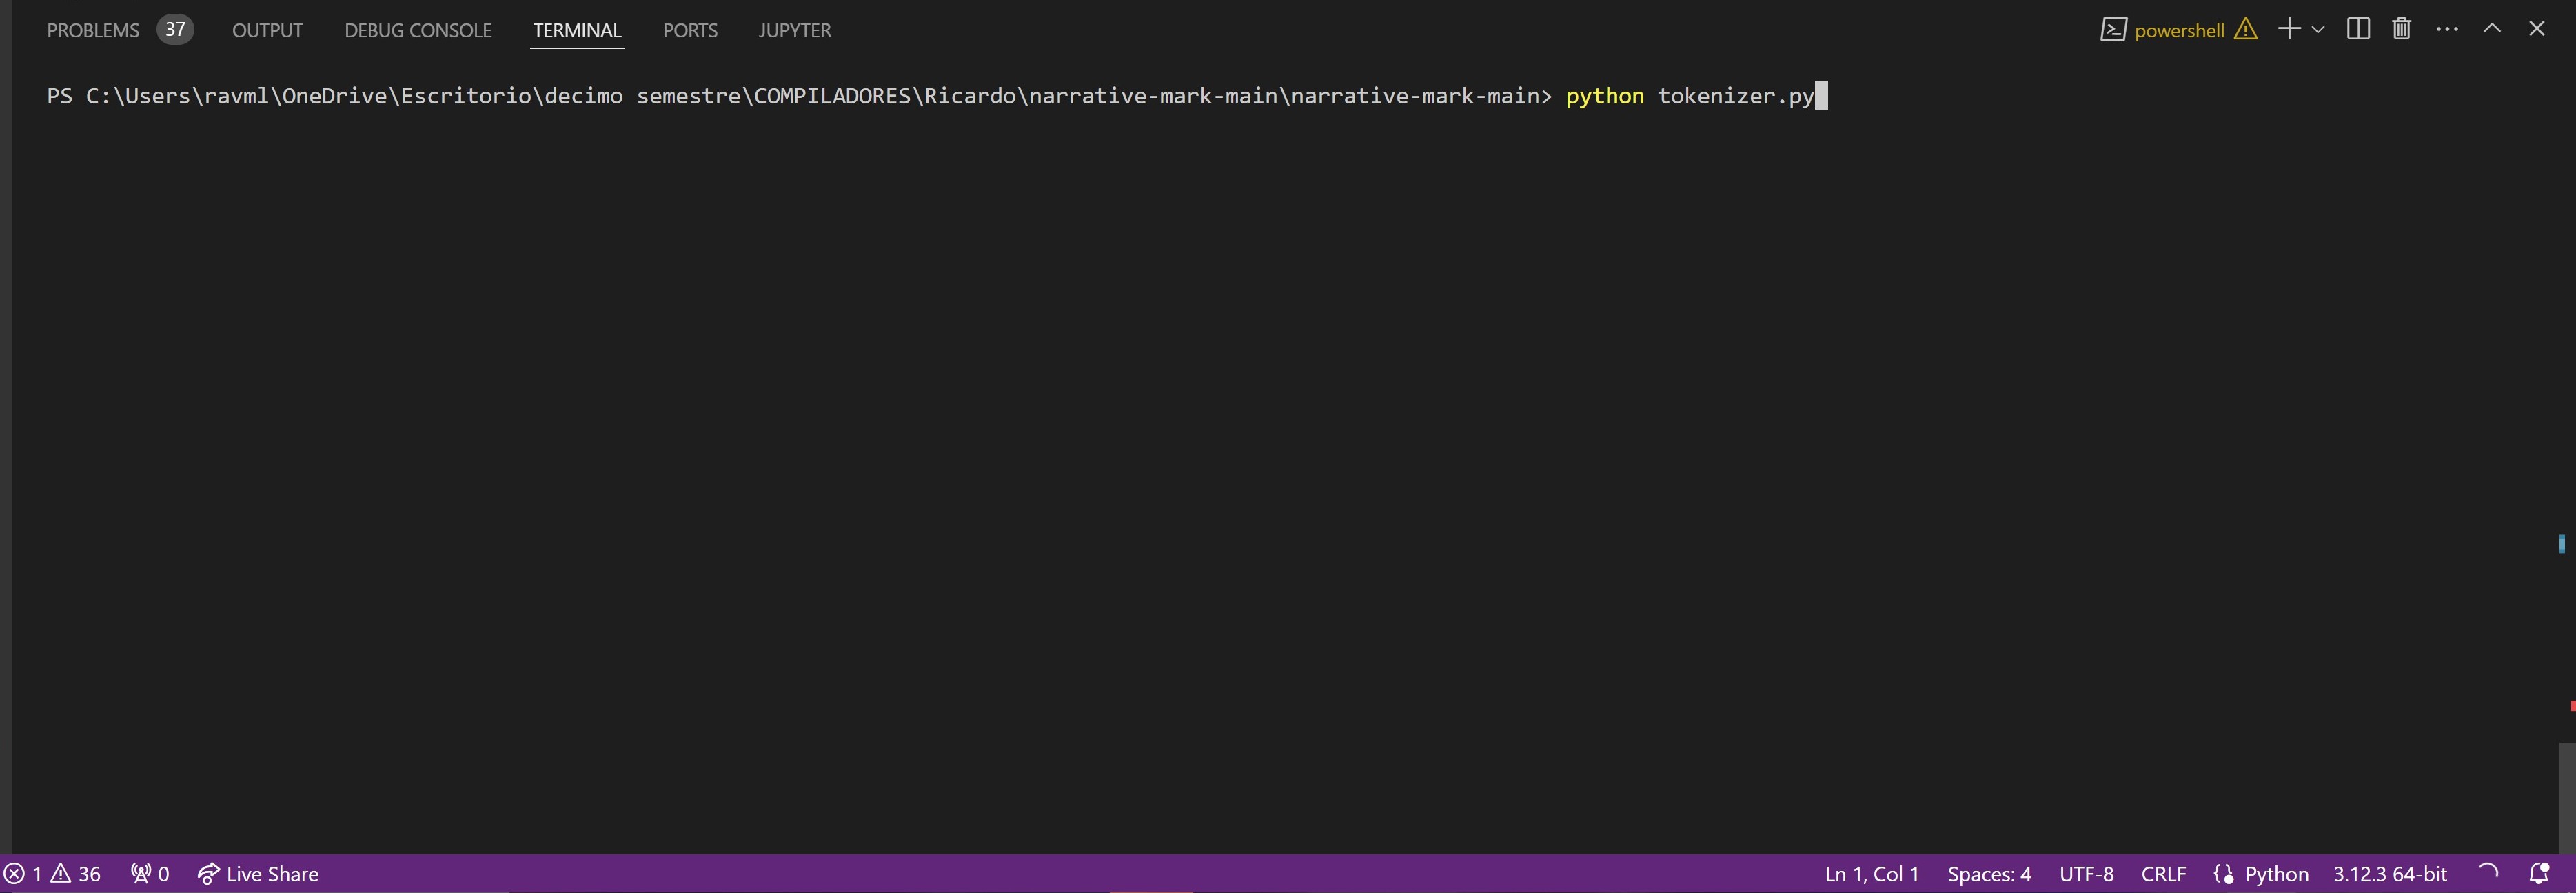 PROBLEMS 37 OUTPUT DEBUG CONSOLE TERMINAL PORTS JUPYTER powershell
PS C:\Users\ravml\OneDrive\Escritorio\decimo semestre\COMPILADORES\Ricardo\narrative-mark-main\narrative-mark-main> python tokenizer.py
1 36 0 Live Share Ln 1, Col 1 Spaces: 4 UTF-8 CRLF Python 3.12.3 64-bit